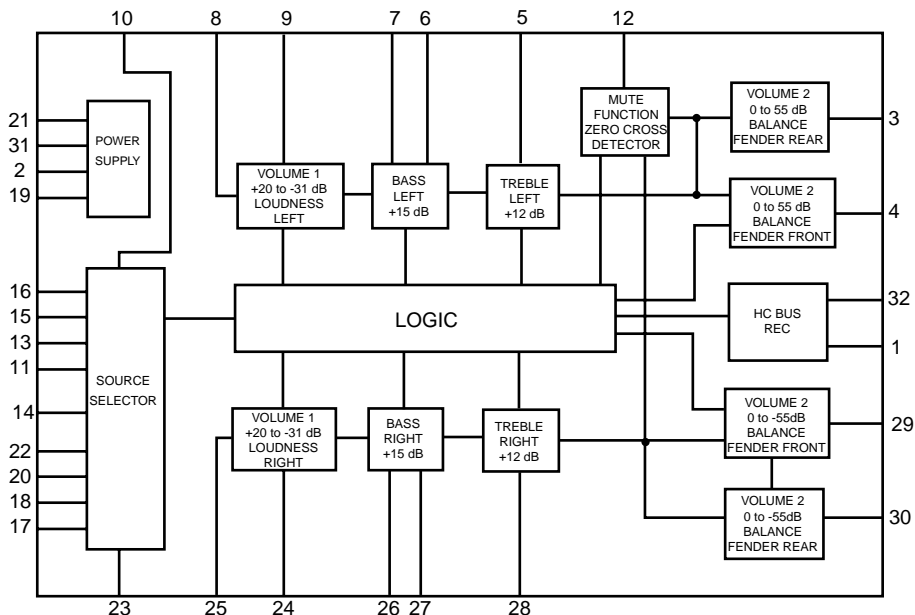 10
8
9
7
6
5
12
21
31
2
19
POWER
SUPPLY
VOLUME 1
+20 to -31 dB
LOUDNESS
LEFT
BASS
LEFT
+15 dB
TREBLE
LEFT
+12 dB
MUTE
FUNCTION
ZERO CROSS
DETECTOR
VOLUME 2
0 to 55 dB
BALANCE
FENDER REAR
3
VOLUME 2
0 to 55 dB
BALANCE
FENDER FRONT
4
16
15
13
11
14
22
20
18
17
SOURCE
SELECTOR
LOGIC
HC BUS
REC
32
1
VOLUME 1
+20 to -31 dB
LOUDNESS
RIGHT
BASS
RIGHT
+15 dB
TREBLE
RIGHT
+12 dB
VOLUME 2
0 to -55dB
BALANCE
FENDER FRONT
29
VOLUME 2
0 to -55dB
BALANCE
FENDER REAR
30
23
25
24
26
27
28